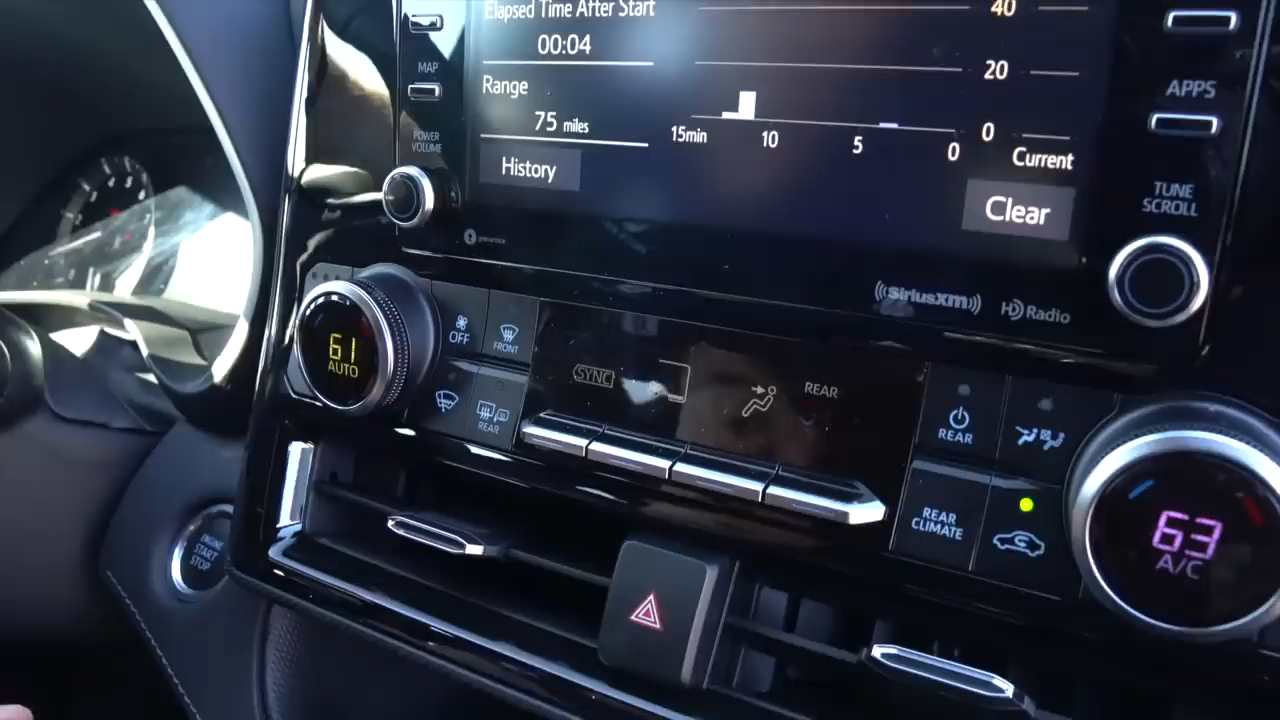 Elapsed Time After Start
00:04
Range
75 miles
History
40
20
0
15min
10
5
0
Current
Clear
MAP
POWER
VOLUME
APPS
TUNE
SCROLL
((SiriusXM))
HD Radio
61
AUTO
OFF
FRONT
REAR
SYNC
REAR
REAR
REAR
CLIMATE
63
A/C
ENGINE
START
STOP